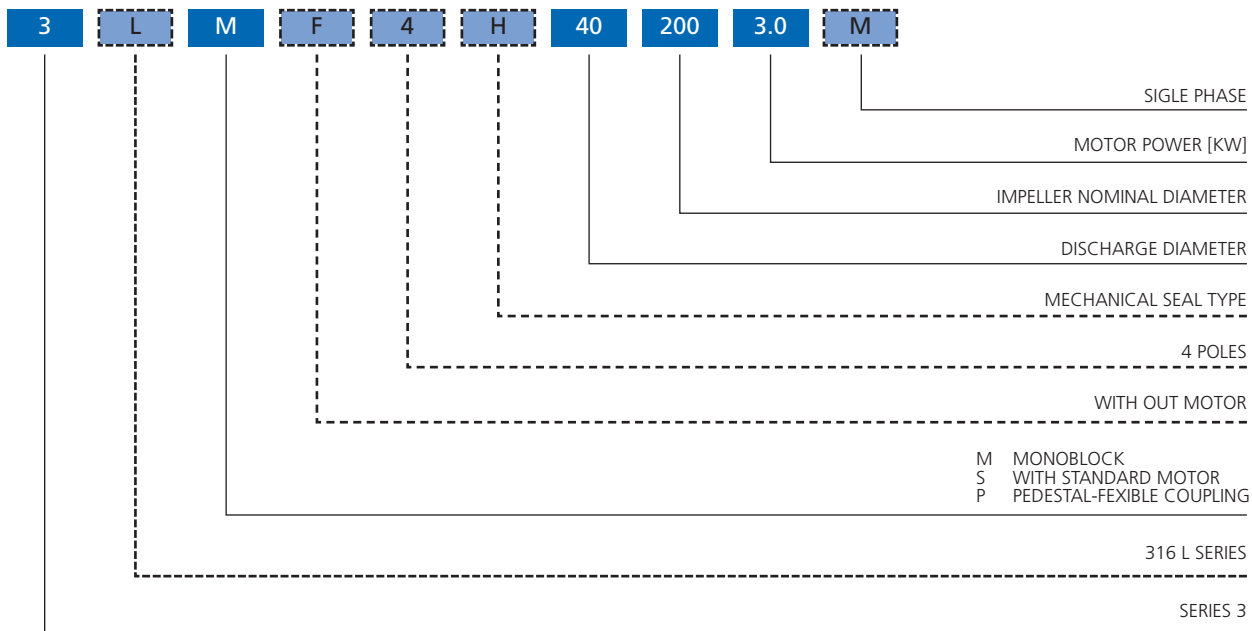 3 L M F 4 H 40 200 3.0 M
SIGLE PHASE
MOTOR POWER [KW]
IMPELLER NOMINAL DIAMETER
DISCHARGE DIAMETER
MECHANICAL SEAL TYPE
4 POLES
WITH OUT MOTOR
M MONOBLOCK
S WITH STANDARD MOTOR
P PEDESTAL-FEXIBLE COUPLING
316 L SERIES
SERIES 3